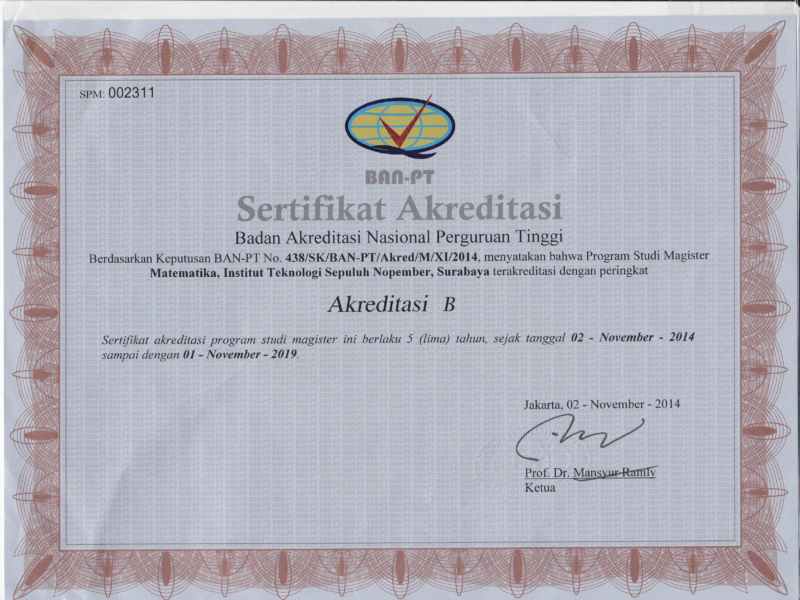 SPM: 002311
BAN-PT
Sertifikat Akreditasi
Badan Akreditasi Nasional Perguruan Tinggi
Berdasarkan Keputusan BAN-PT No. 438/SK/BAN-PT/Akred/M/XI/2014, menyatakan bahwa Program Studi Magister
Matematika, Institut Teknologi Sepuluh Nopember, Surabaya terakreditasi dengan peringkat
Akreditasi B
Sertifikat akreditasi program studi magister ini berlaku 5 (lima) tahun, sejak tanggal 02 - November - 2014
sampai dengan 01 - November - 2019.
Jakarta, 02 - November - 2014
Prof. Dr. Mansyur Ramly
Ketua